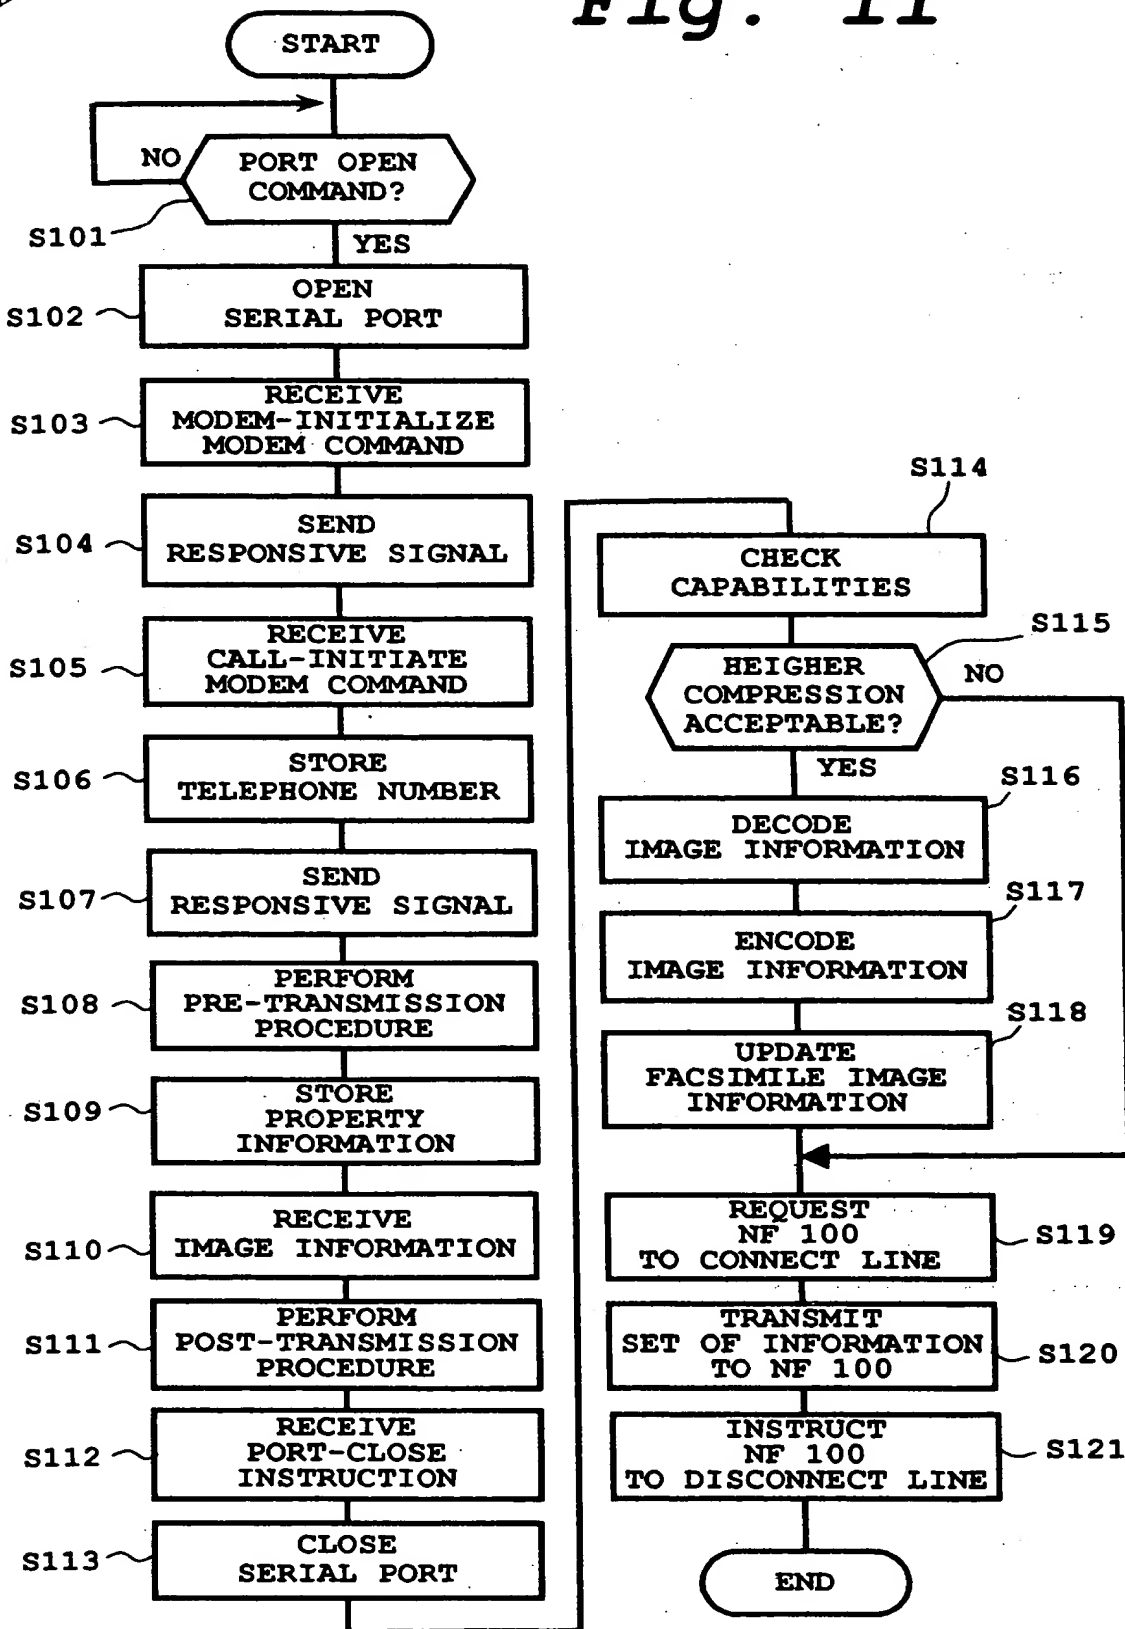 Fig. 11
START
NO
PORT OPEN
COMMAND?
S101
YES
OPEN
SERIAL PORT
S102
RECEIVE
MODEM-INITIALIZE
MODEM COMMAND
S103
SEND
RESPONSIVE SIGNAL
S104
RECEIVE
CALL-INITIATE
MODEM COMMAND
S105
STORE
TELEPHONE NUMBER
S106
SEND
RESPONSIVE SIGNAL
S107
PERFORM
PRE-TRANSMISSION
PROCEDURE
S108
STORE
PROPERTY
INFORMATION
S109
RECEIVE
IMAGE INFORMATION
S110
PERFORM
POST-TRANSMISSION
PROCEDURE
S111
RECEIVE
PORT-CLOSE
INSTRUCTION
S112
CLOSE
SERIAL PORT
S113
S114
CHECK
CAPABILITIES
S115
HEIGHER
COMPRESSION
ACCEPTABLE?
NO
YES
S116
DECODE
IMAGE INFORMATION
S117
ENCODE
IMAGE INFORMATION
S118
UPDATE
FACSIMILE IMAGE
INFORMATION
REQUEST
NF 100
TO CONNECT LINE
S119
TRANSMIT
SET OF INFORMATION
TO NF 100
S120
INSTRUCT
NF 100
TO DISCONNECT LINE
S121
END